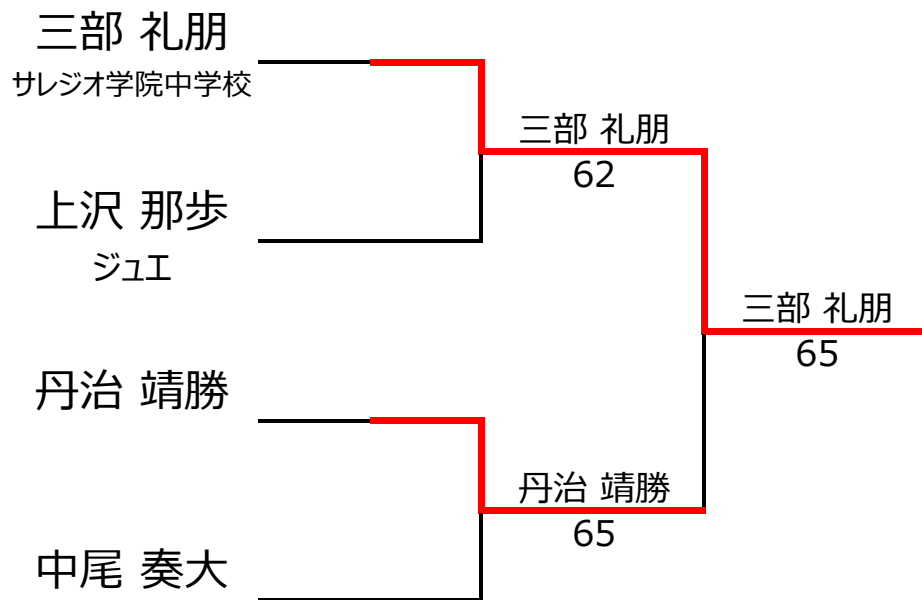 三部 礼朋
サレジオ学院中学校
三部 礼朋
62
上沢 那歩
ジュエ
三部 礼朋
65
丹治 靖勝
丹治 靖勝
65
中尾 奏大